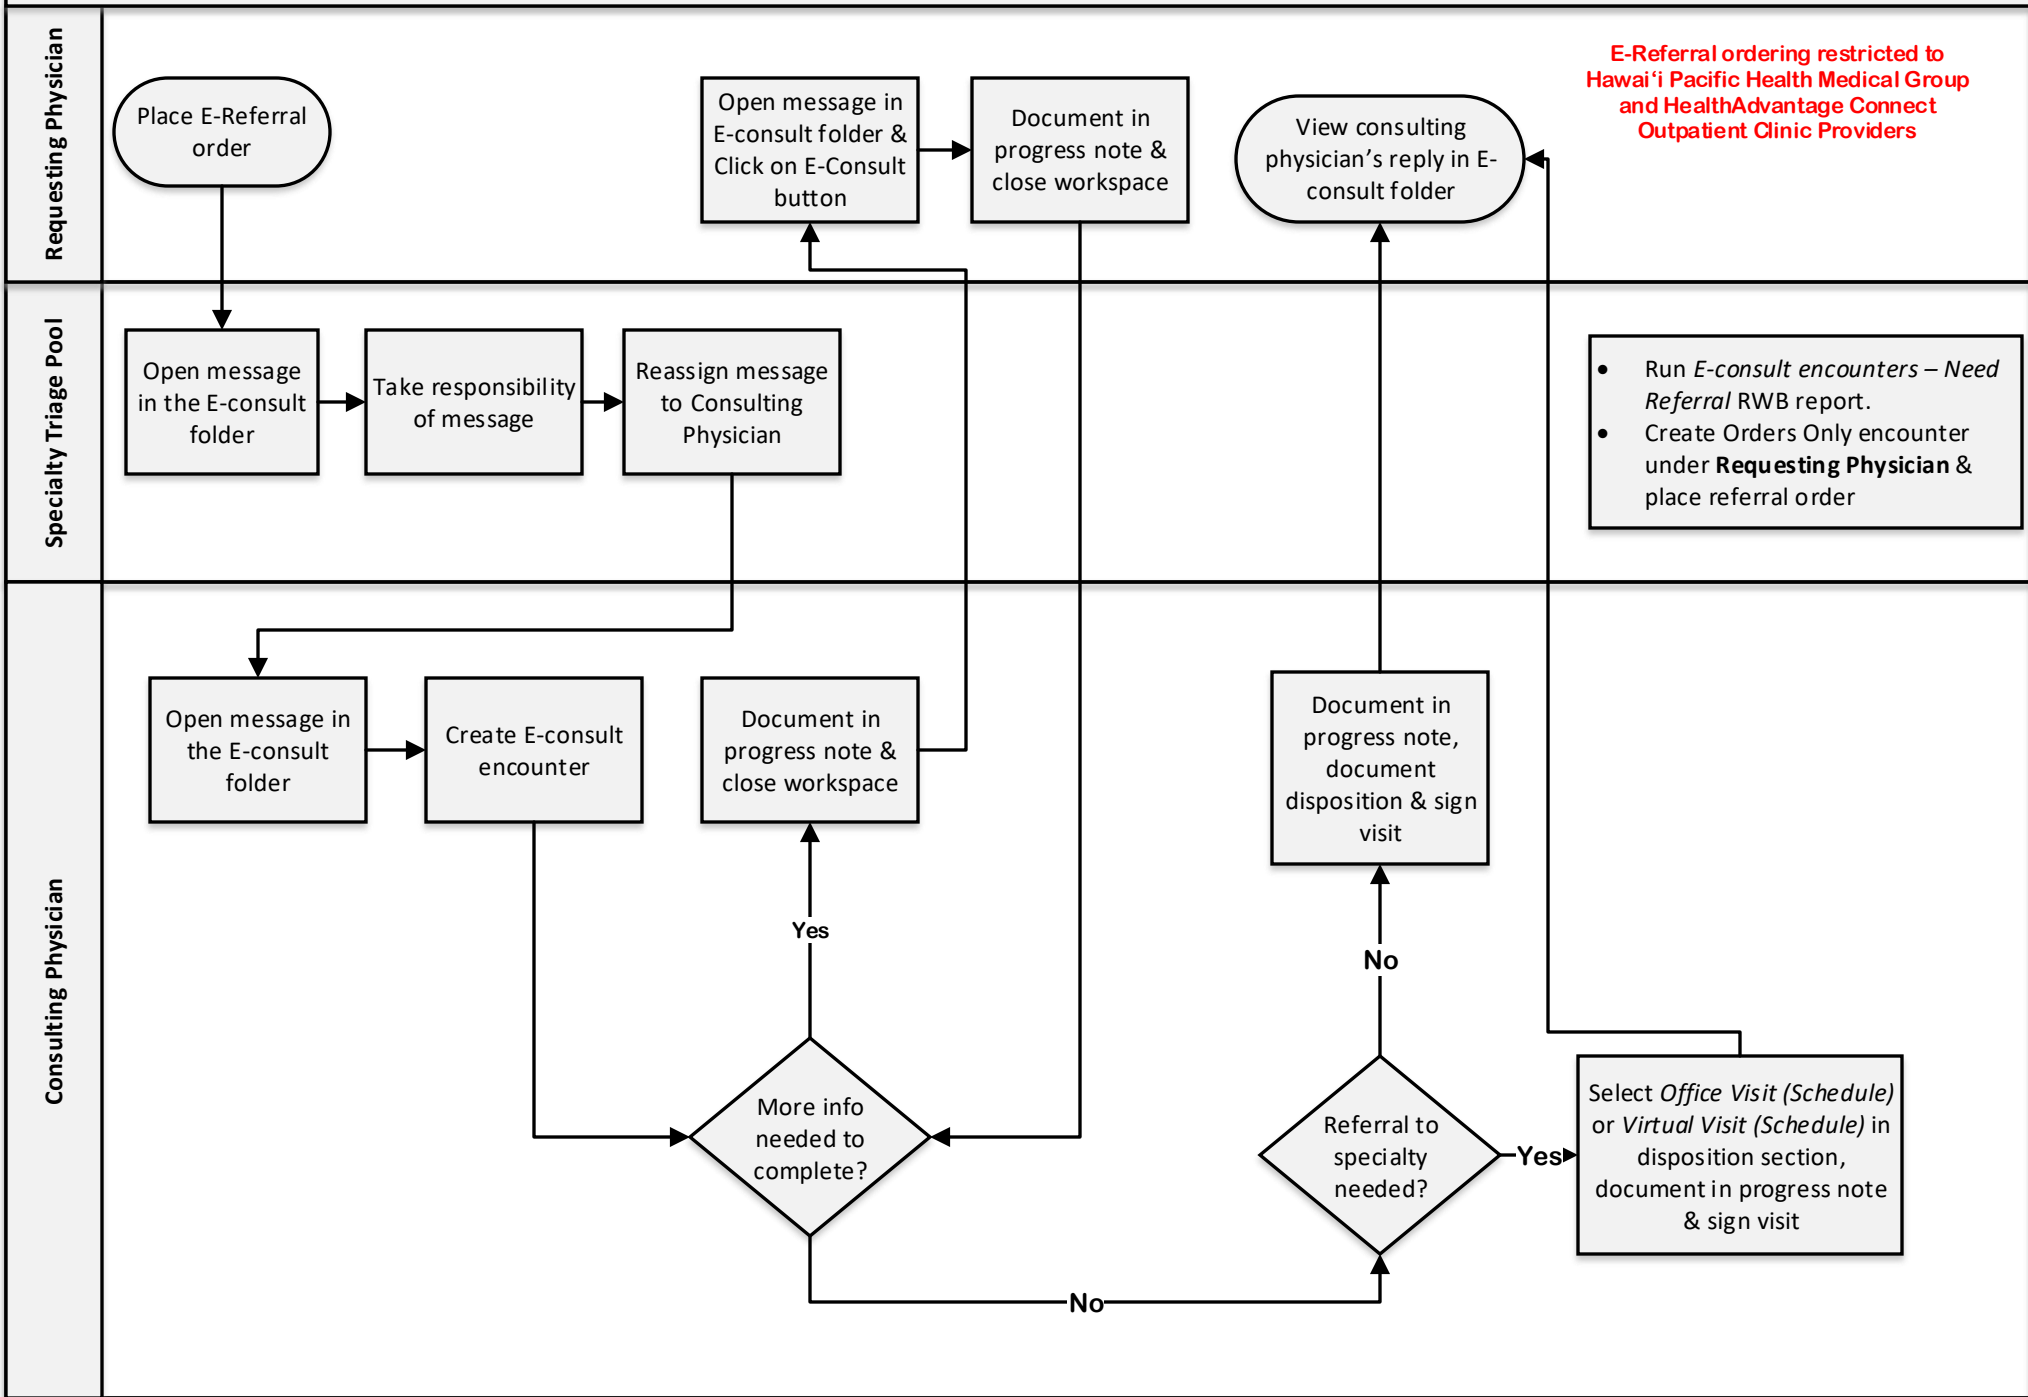 Requesting Physician
Place E-Referral
order
Open message in
E-consult folder &
Click on E-Consult
button
Document in
progress note &
close workspace
View consulting
physician's reply in E-
consult folder
E-Referral ordering restricted to
Hawai‘i Pacific Health Medical Group
and HealthAdvantage Connect
Outpatient Clinic Providers
Specialty Triage Pool
Open message
in the E-consult
folder
Take responsibility
of message
Reassign message
to Consulting
Physician
• Run E-consult encounters – Need
Referral RWB report.
• Create Orders Only encounter
under Requesting Physician &
place referral order
Consulting Physician
Open message in
the E-consult
folder
Create E-consult
encounter
Document in
progress note &
close workspace
Document in
progress note,
document
disposition & sign
visit
Yes
No
More info
needed to
complete?
Referral to
specialty
needed?
Yes
Select Office Visit (Schedule)
or Virtual Visit (Schedule) in
disposition section,
document in progress note
& sign visit
No